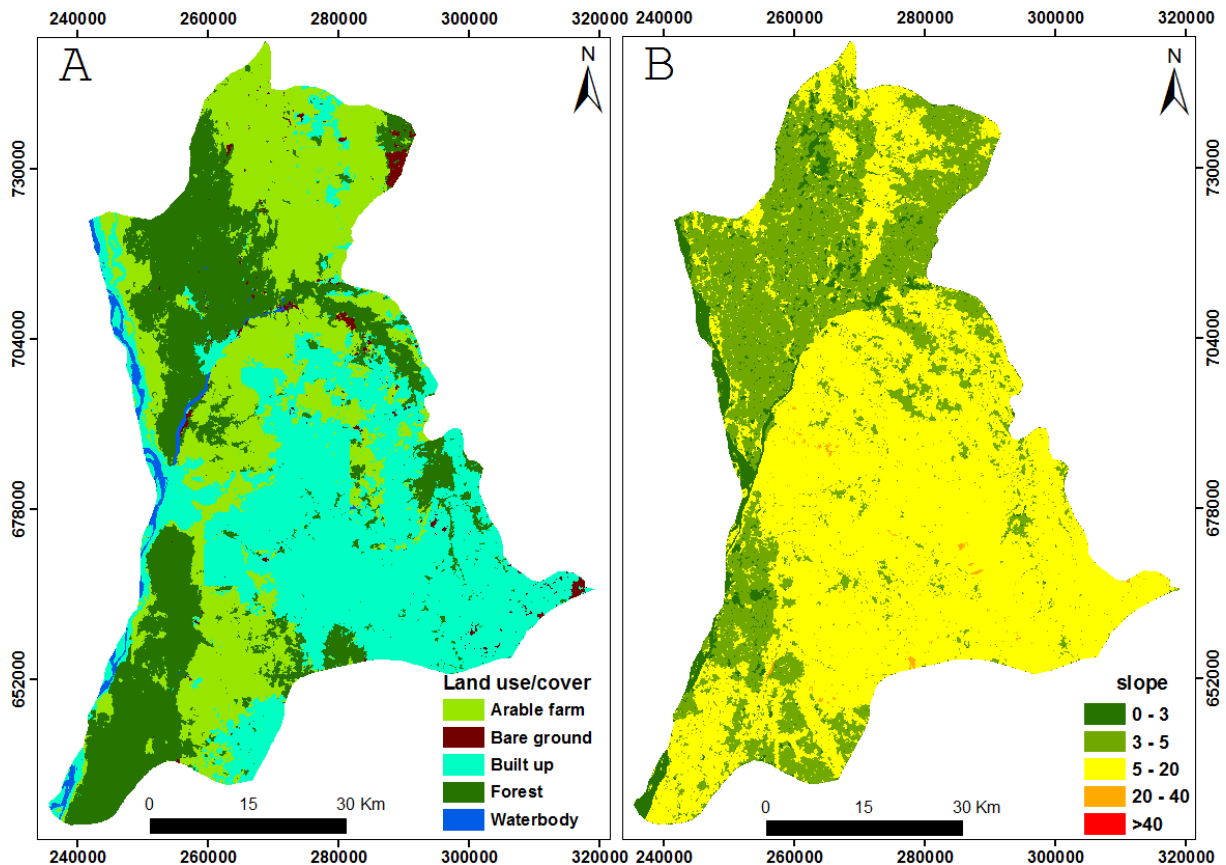 240000 260000 280000 300000 320000
240000 260000 280000 300000 320000
A
N
B
N
730000
704000
678000
652000
730000
704000
678000
652000
Land use/cover
Arable farm
Bare ground
Built up
Forest
Waterbody
0 15 30 Km
slope
0 - 3
3 - 5
5 - 20
20 - 40
>40
0 15 30 Km
240000 260000 280000 300000 320000
240000 260000 280000 300000 320000